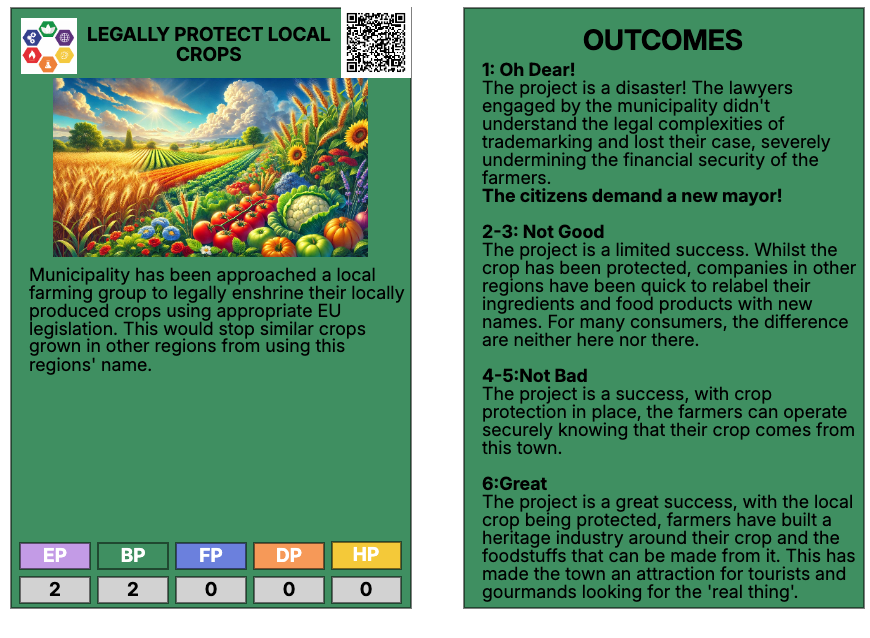 LEGALLY PROTECT LOCAL
CROPS
Municipality has been approached a local
farming group to legally enshrine their locally
produced crops using appropriate EU
legislation. This would stop similar crops
grown in other regions from using this
regions' name.
EP BP FP DP HP
2 2 0 0 0
OUTCOMES
1: Oh Dear!
The project is a disaster! The lawyers
engaged by the municipality didn't
understand the legal complexities of
trademarking and lost their case, severely
undermining the financial security of the
farmers.
The citizens demand a new mayor!
2-3: Not Good
The project is a limited success. Whilst the
crop has been protected, companies in other
regions have been quick to relabel their
ingredients and food products with new
names. For many consumers, the difference
are neither here nor there.
4-5:Not Bad
The project is a success, with crop
protection in place, the farmers can operate
securely knowing that their crop comes from
this town.
6:Great
The project is a great success, with the local
crop being protected, farmers have built a
heritage industry around their crop and the
foodstuffs that can be made from it. This has
made the town an attraction for tourists and
gourmands looking for the 'real thing'.